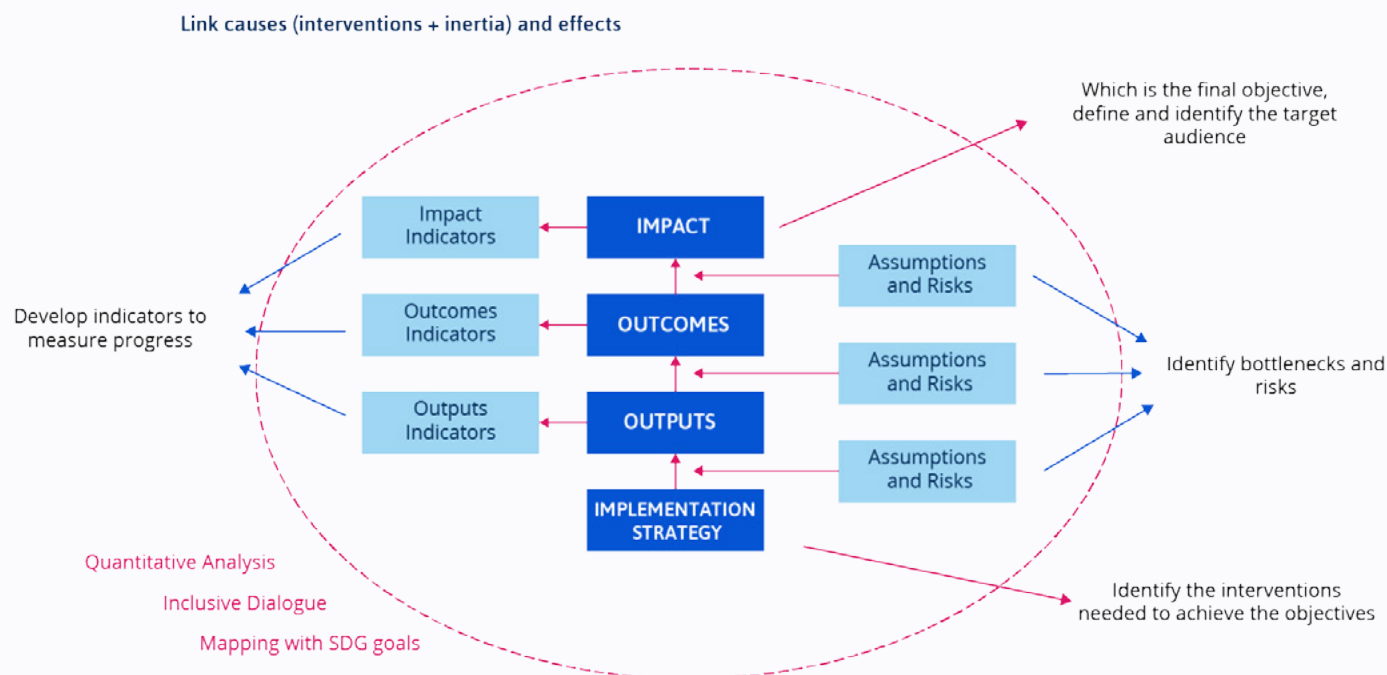 Link causes (interventions + inertia) and effects
Which is the final objective,
define and identify the target
audience
Impact
Indicators
IMPACT
Assumptions
and Risks
Develop indicators to
measure progress
Outcomes
Indicators
OUTCOMES
Assumptions
and Risks
Identify bottlenecks and
risks
Outputs
Indicators
OUTPUTS
Assumptions
and Risks
IMPLEMENTATION
STRATEGY
Quantitative Analysis
Inclusive Dialogue
Mapping with SDG goals
Identify the interventions
needed to achieve the objectives